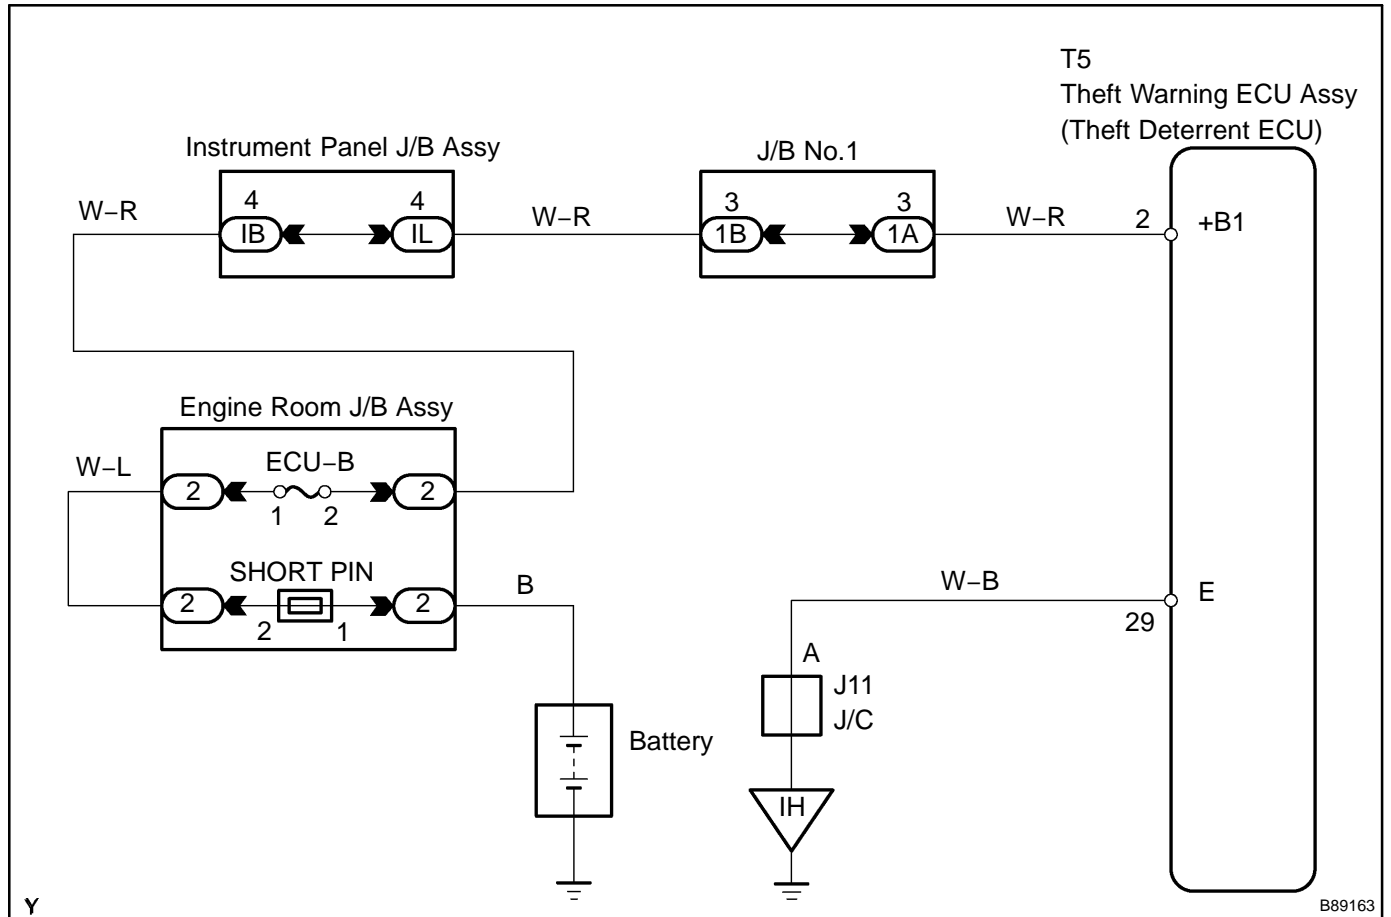 T5
Theft Warning ECU Assy
(Theft Deterrent ECU)
Instrument Panel J/B Assy
J/B No.1
4
4
3
3
W–R
IB
IL
W–R
1B
1A
W–R
2
+B1
Engine Room J/B Assy
W–L
ECU–B
2
2
1
2
SHORT PIN
B
2
2
2
1
W–B
E
29
A
J11
J/C
Battery
IH
Y
B89163